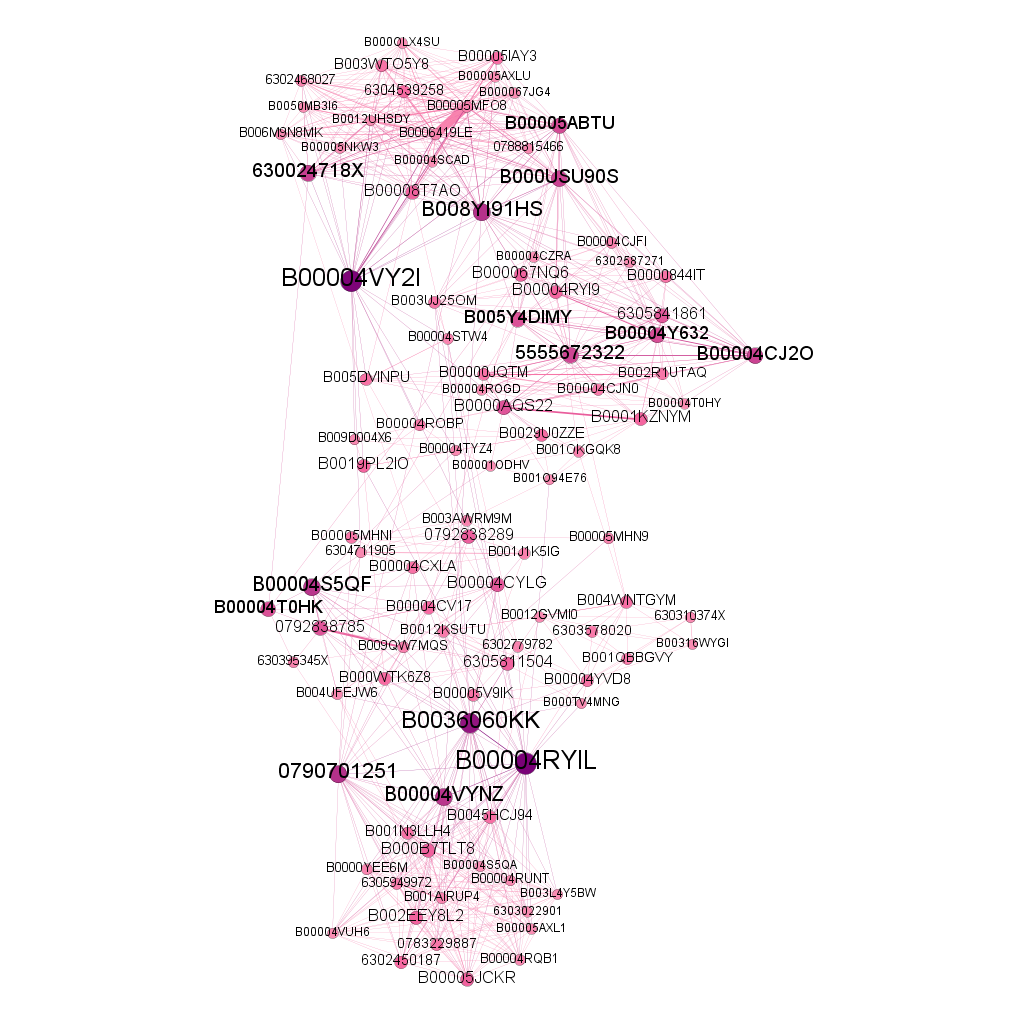 B000OLX4SU
B00005IAY3
B003WTO5Y8
B00005AXLU
6302468027
6304539258
B000067JG4
B0050MB3I6
B00005MFO8
B0012UHSDY
B00005ABTU
B006M9N8MK
B0006419LE
B00005NKW3
0788815466
B00004SCAD
630024718X
B000USU90S
B00008T7AO
B008YI91HS
B00004CJFI
B00004CZRA
6302587271
B000067NQ6
B0000844IT
B00004VY2I
B00004RYI9
B003UJ25OM
6305841861
B005Y4DIMY
B00004Y632
B00004STW4
5555672322
B00004CJ2O
B00000JQTM
B002R1UTAQ
B005DVINPU
B00004ROGD
B00004CJN0
B0000AQS22
B00004T0HY
B0001KZNYM
B00004ROBP
B0029U0ZZE
B009D004X6
B00004TYZ4
B001OKGQK8
B0019PL2IO
B00001ODHV
B001O94E76
B003AWRM9M
B00005MHNI
0792838289
B00005MHN9
6304711905
B001J1K5IG
B00004CXLA
B00004S5QF
B00004CYLG
B00004T0HK
B00004CV17
B004WNTGYM
B0012GVMI0
630310374X
0792838785
B0012KSUTU
6303578020
B009QW7MQS
6302779782
B00316WYGI
630395345X
6305811504
B001QBBGVY
B000WTK6Z8
B00004YVD8
B004UFEJW6
B00005V9IK
B000TV4MNG
B0036060KK
B00004RYIL
0790701251
B00004VYNZ
B0045HCJ94
B001N3LLH4
B000B7TLT8
B0000YEE6M
B00004S5QA
6305949972
B00004RUNT
B001AIRUP4
B003L4Y5BW
B002EEY8L2
6303022901
B00004VUH6
B00005AXL1
0783229887
6302450187
B00004RQB1
B00005JCKR